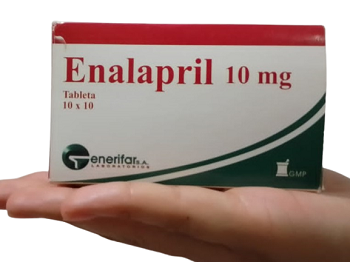 Enalapril 10 mg
Tableta
10 x 10
Generifar S.A.
LABORATORIOS
GMP